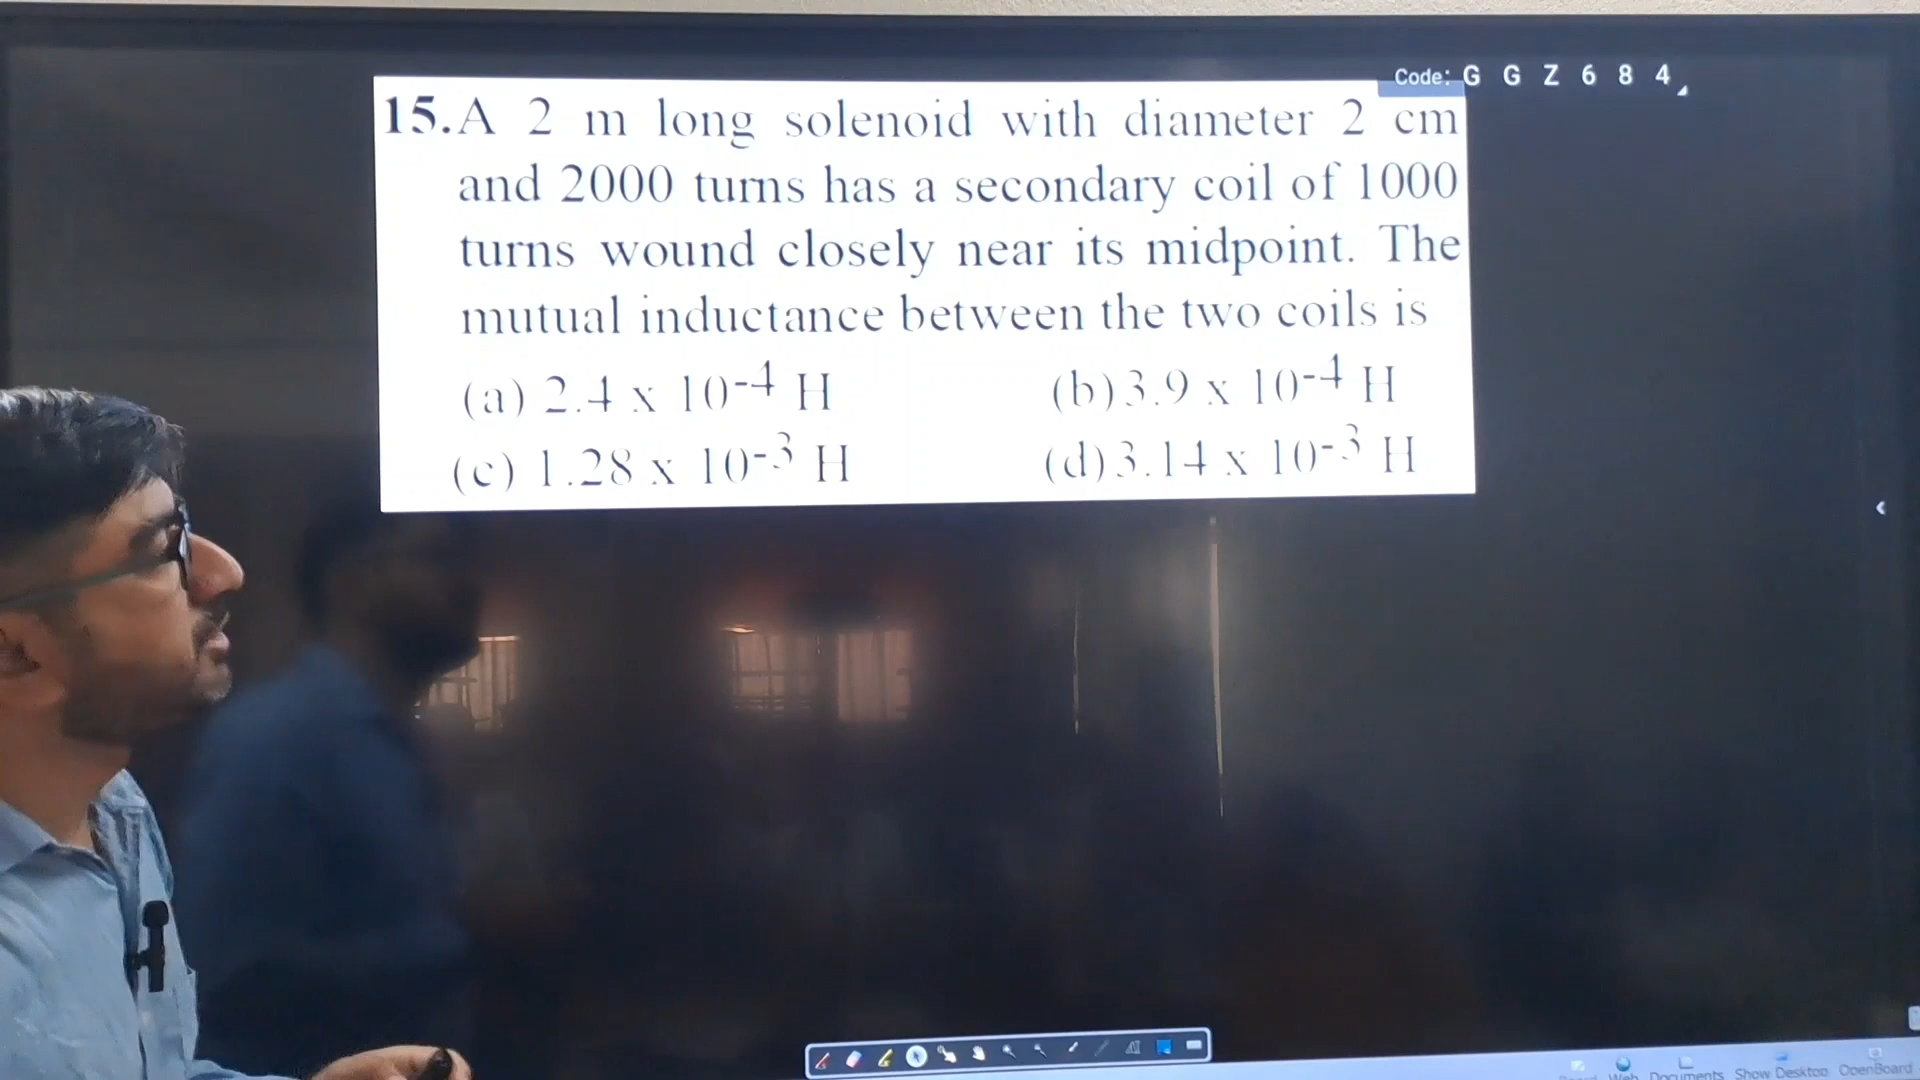 Code: G G Z 6 8 4
15. A 2 m long solenoid with diameter 2 cm
and 2000 turns has a secondary coil of 1000
turns wound closely near its midpoint. The
mutual inductance between the two coils is
(a) 2.4 x 10⁻⁴ H (b) 3.9 x 10⁻⁴ H
(c) 1.28 x 10⁻³ H (d) 3.14 x 10⁻³ H
Web Documents Show Desktop OpenBoard